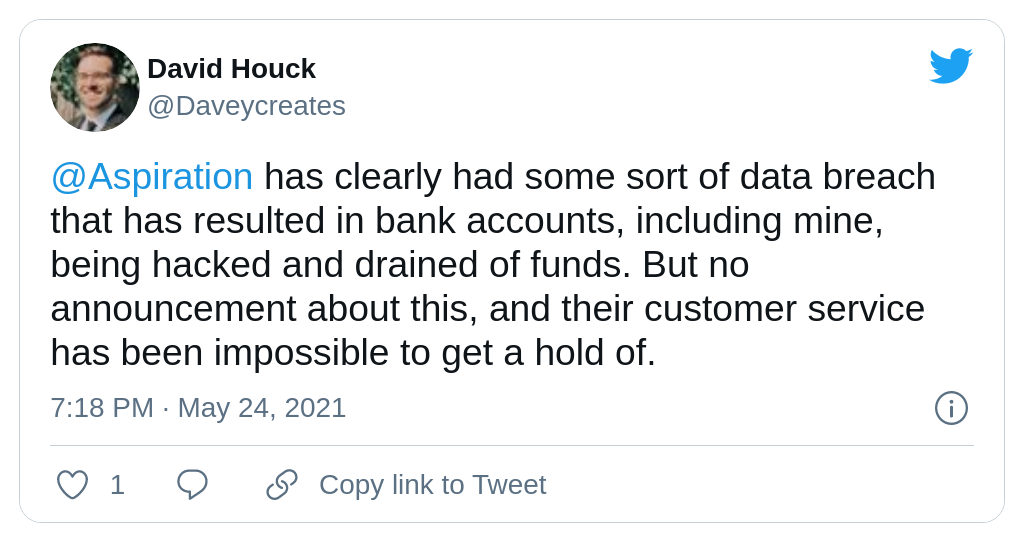 David Houck
@Daveycreates
@Aspiration has clearly had some sort of data breach
that has resulted in bank accounts, including mine,
being hacked and drained of funds. But no
announcement about this, and their customer service
has been impossible to get a hold of.
7:18 PM · May 24, 2021
1
Copy link to Tweet